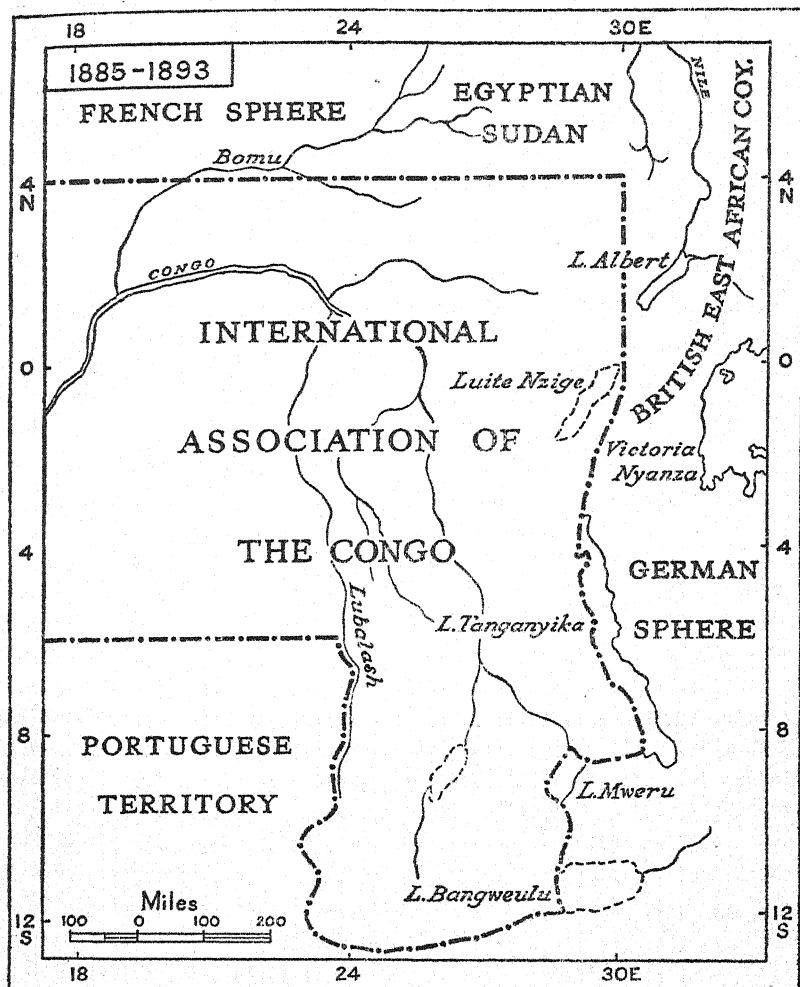 18 24 30E
1885-1893
FRENCH SPHERE
EGYPTIAN
SUDAN
NILE
BRITISH EAST AFRICAN COY.
Bomu
4
N
4
N
CONGO
L. Albert
INTERNATIONAL
0
0
Luite Nzige
ASSOCIATION OF
Victoria
Nyanza
THE CONGO
4
4
GERMAN
SPHERE
Lubalash
L. Tanganyika
8
8
PORTUGUESE
TERRITORY
L. Mweru
L. Bangweulu
Miles
100 0 100 200
12
S
12
S
18 24 30E